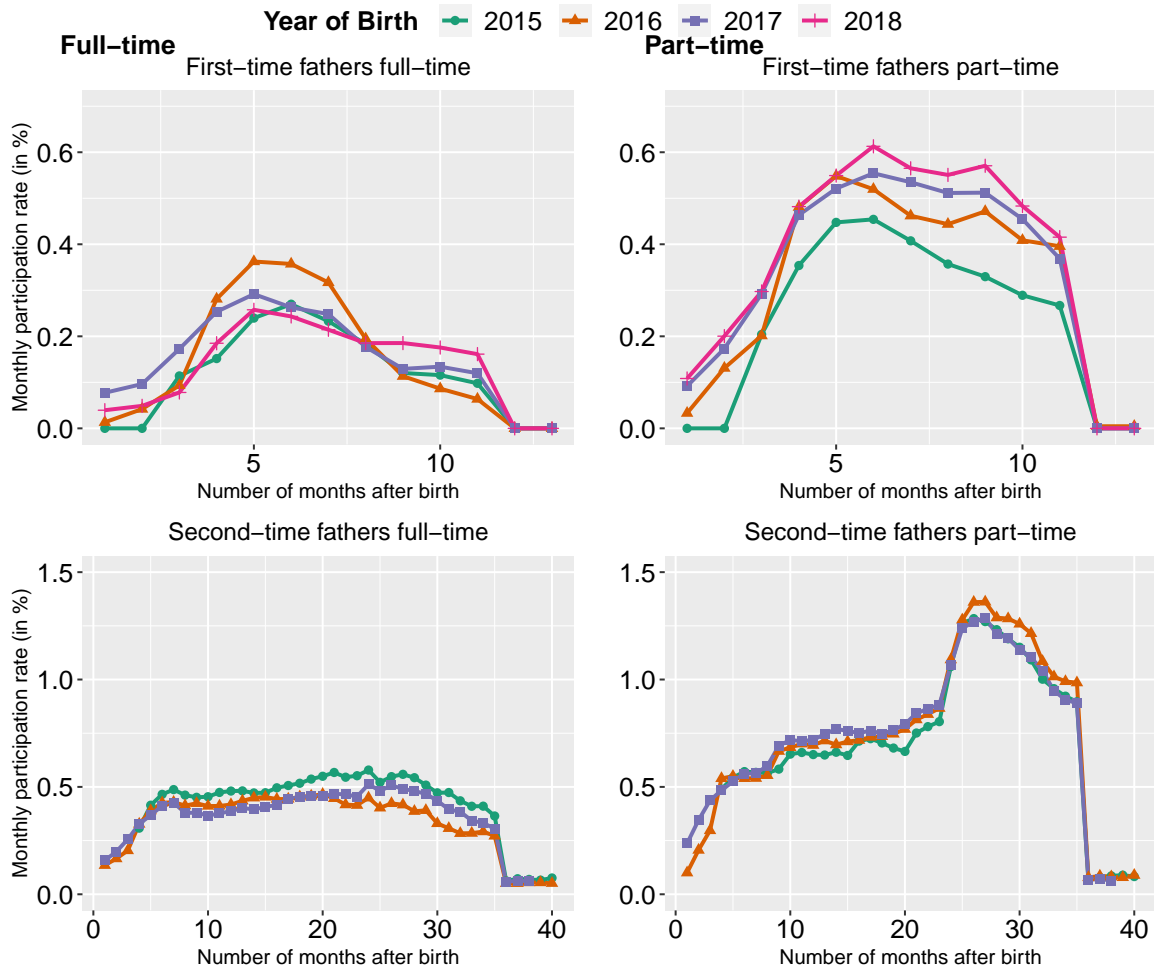 Year of Birth 2015 2016 2017 2018
Full−time Part−time
First−time fathers full−time
Monthly participation rate (in %)
0.6
0.4
0.2
0.0
5 10
Number of months after birth
First−time fathers part−time
0.6
0.4
0.2
0.0
5 10
Number of months after birth
Second−time fathers full−time
Monthly participation rate (in %)
1.5
1.0
0.5
0.0
0 10 20 30 40
Number of months after birth
Second−time fathers part−time
1.5
1.0
0.5
0.0
0 10 20 30 40
Number of months after birth